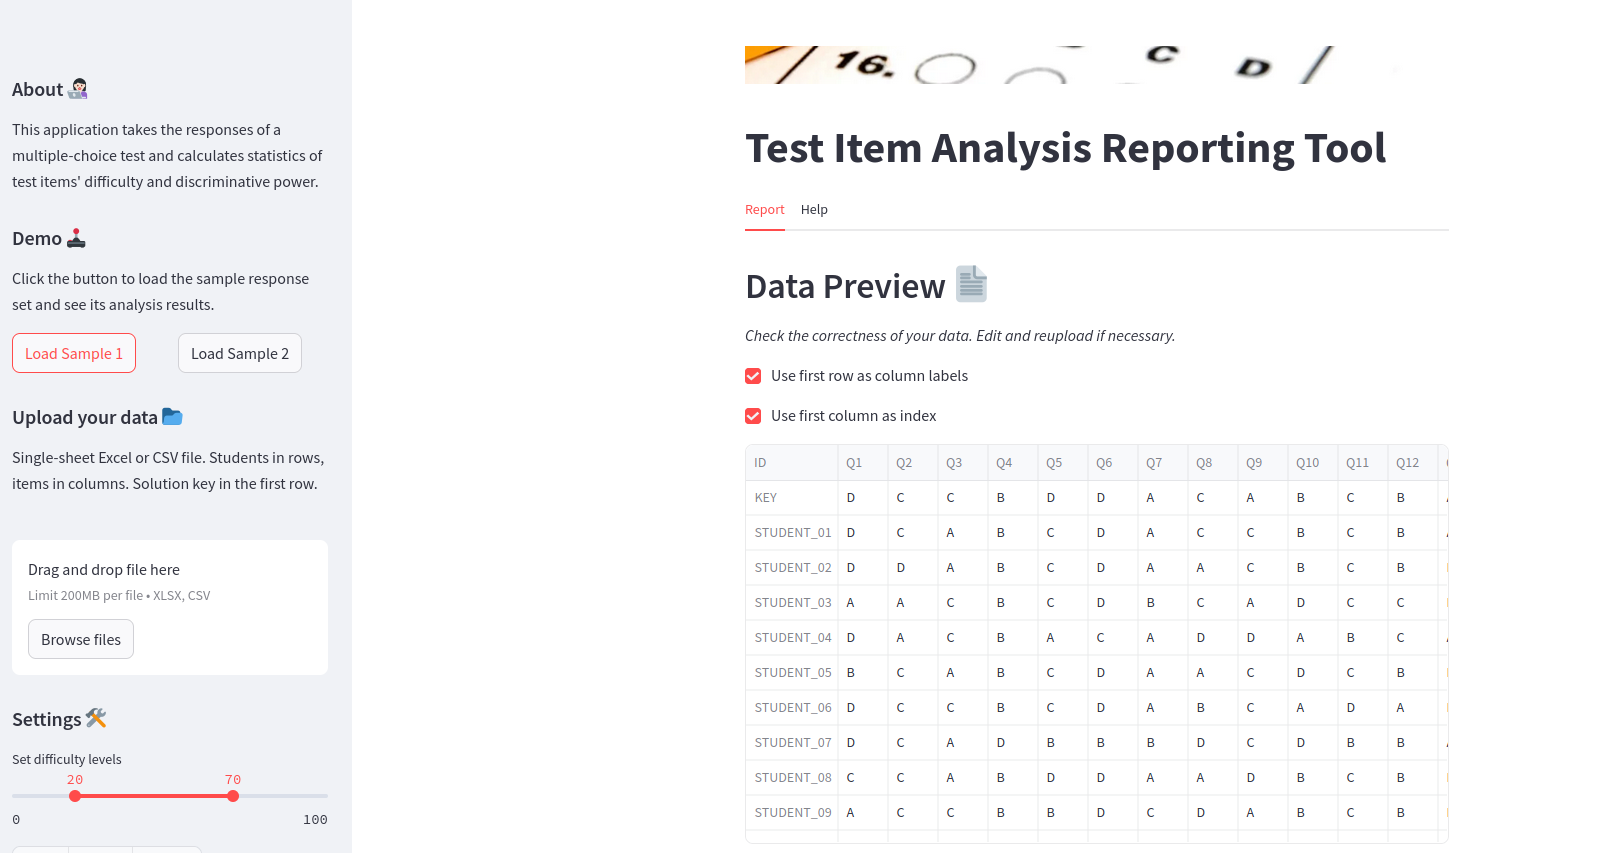 About
This application takes the responses of a
multiple-choice test and calculates statistics of
test items' difficulty and discriminative power.
Demo
Click the button to load the sample response
set and see its analysis results.
Load Sample 1 Load Sample 2
Upload your data
Single-sheet Excel or CSV file. Students in rows,
items in columns. Solution key in the first row.
Drag and drop file here
Limit 200MB per file • XLSX, CSV
Browse files
Settings
Set difficulty levels
20 70
0 100
16. C D
Test Item Analysis Reporting Tool
Report Help
Data Preview
Check the correctness of your data. Edit and reupload if necessary.
Use first row as column labels
Use first column as index
ID Q1 Q2 Q3 Q4 Q5 Q6 Q7 Q8 Q9 Q10 Q11 Q12
KEY D C C B D D A C A B C B
STUDENT_01 D C A B C D A C C B C B
STUDENT_02 D D A B C D A A C B C B
STUDENT_03 A A C B C D B C A D C C
STUDENT_04 D A C B A C A D D A B C
STUDENT_05 B C A B C D A A C D C B
STUDENT_06 D C C B C D A B C A D A
STUDENT_07 D C A D B B B D C D B B
STUDENT_08 C C A B D D A A D B C B
STUDENT_09 A C C B B D C D A B C B